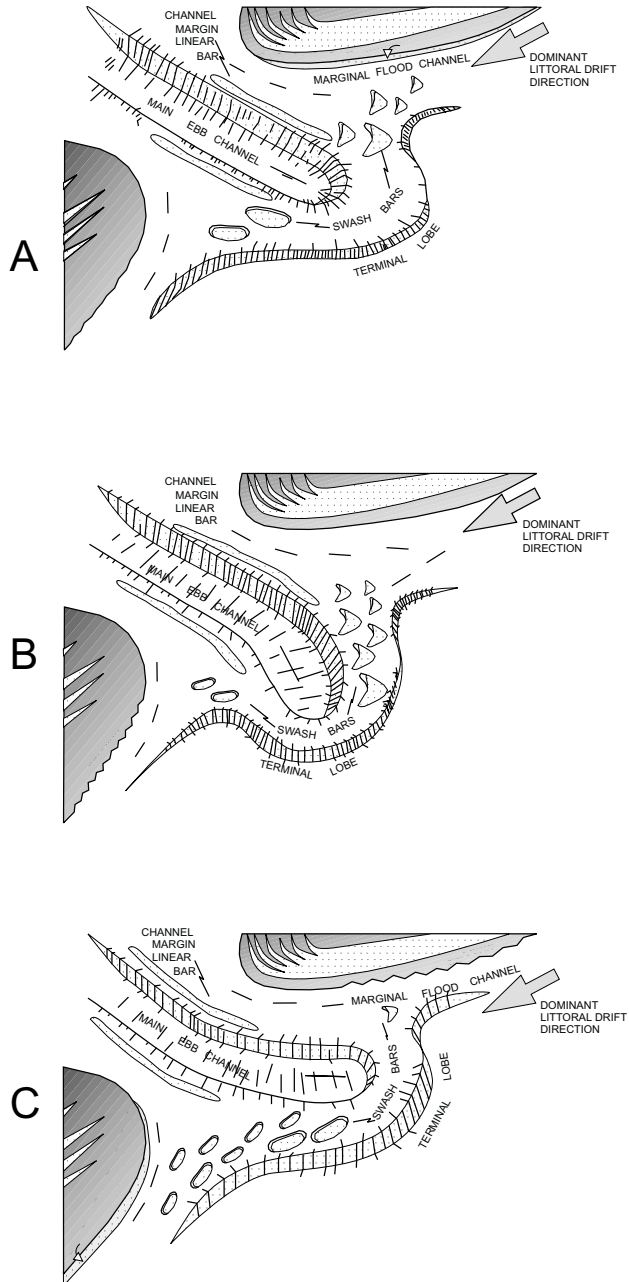 CHANNEL
MARGIN
LINEAR
BAR
MARGINAL FLOOD CHANNEL
DOMINANT
LITTORAL DRIFT
DIRECTION
MAIN EBB CHANNEL
SWASH BARS
TERMINAL LOBE
A
CHANNEL
MARGIN
LINEAR
BAR
DOMINANT
LITTORAL DRIFT
DIRECTION
MAIN EBB CHANNEL
SWASH BARS
TERMINAL LOBE
B
CHANNEL
MARGIN
LINEAR
BAR
MARGINAL FLOOD CHANNEL
DOMINANT
LITTORAL DRIFT
DIRECTION
MAIN EBB CHANNEL
SWASH BARS
TERMINAL LOBE
C